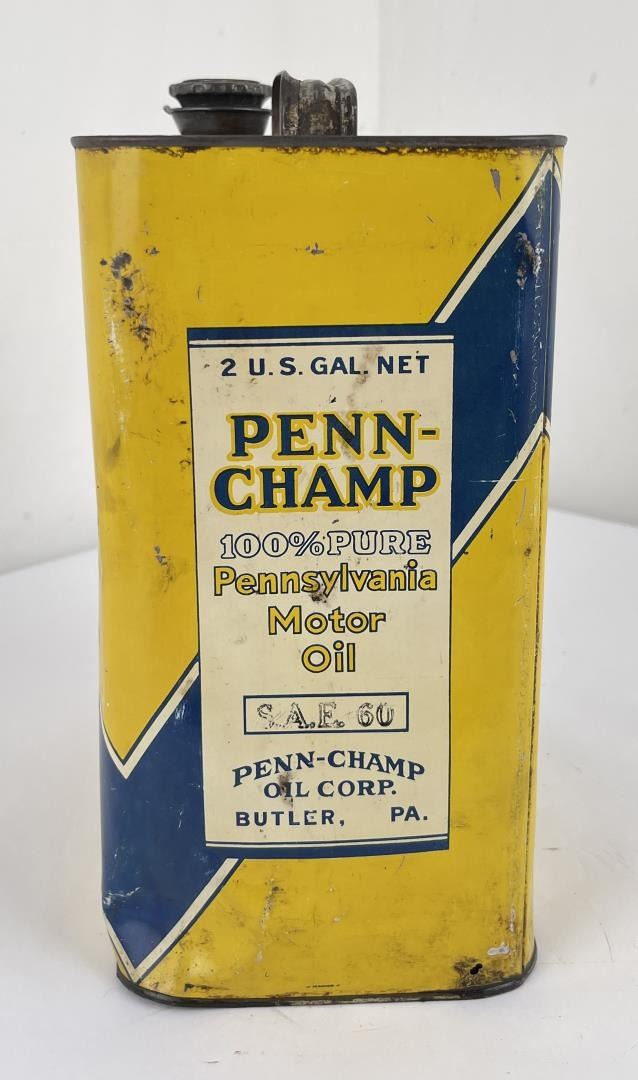 2 U.S. GAL. NET
PENN-
CHAMP
100% PURE
Pennsylvania
Motor
Oil
S.A.E. 60
PENN-CHAMP
OIL CORP.
BUTLER, PA.